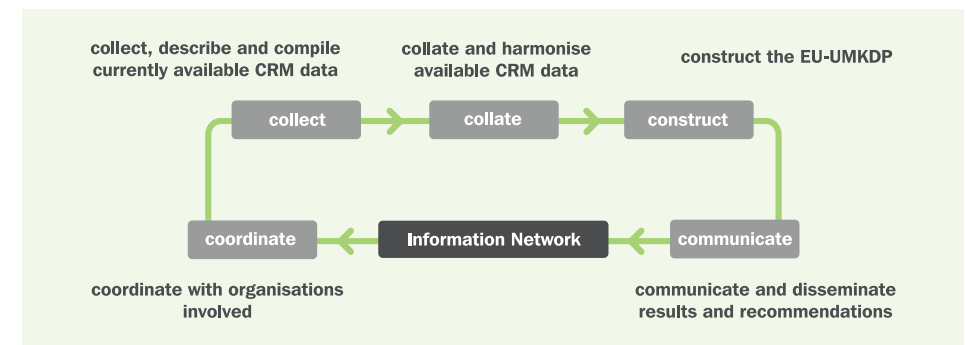 collect, describe and compile
currently available CRM data
collate and harmonise
available CRM data
construct the EU-UMKDP
collect
collate
construct
coordinate
Information Network
communicate
coordinate with organisations
involved
communicate and disseminate
results and recommendations